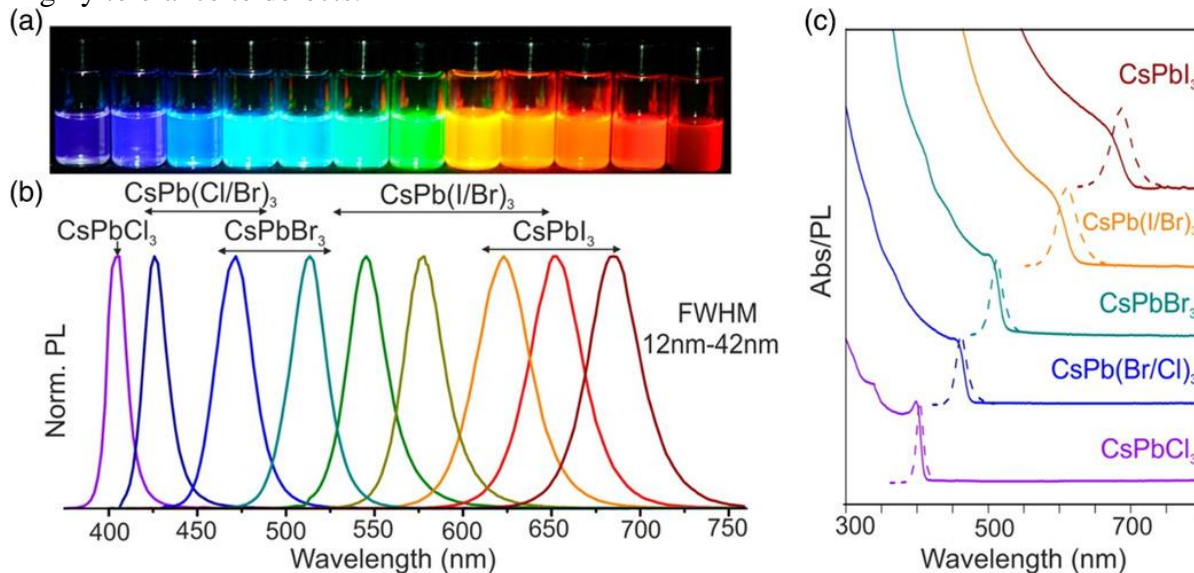 (a)
(b)
CsPb(Cl/Br)₃
CsPb(I/Br)₃
CsPbCl₃
CsPbBr₃
CsPbI₃
FWHM
12nm-42nm
Norm. PL
400 450 500 550 600 650 700 750
Wavelength (nm)
(c)
CsPbI₃
CsPb(I/Br)₃
CsPbBr₃
CsPb(Br/Cl)₃
CsPbCl₃
Abs/PL
300 500 700
Wavelength (nm)